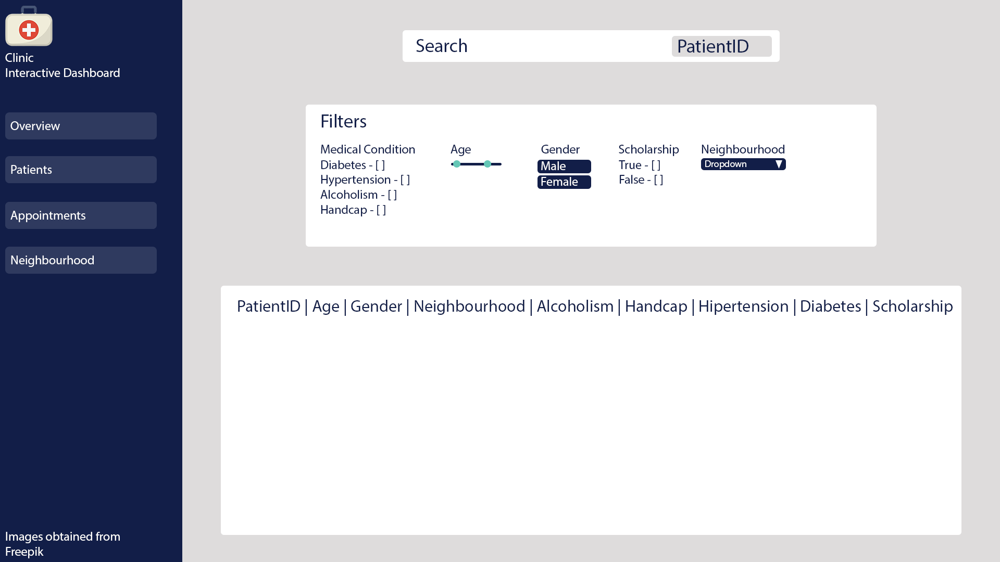 Clinic
Interactive Dashboard
Overview
Patients
Appointments
Neighbourhood
Images obtained from
Freepik
Search
PatientID
Filters
Medical Condition
Diabetes - [ ]
Hypertension - [ ]
Alcoholism - [ ]
Handcap - [ ]
Age
Gender
Male
Female
Scholarship
True - [ ]
False - [ ]
Neighbourhood
Dropdown
PatientID | Age | Gender | Neighbourhood | Alcoholism | Handcap | Hipertension | Diabetes | Scholarship